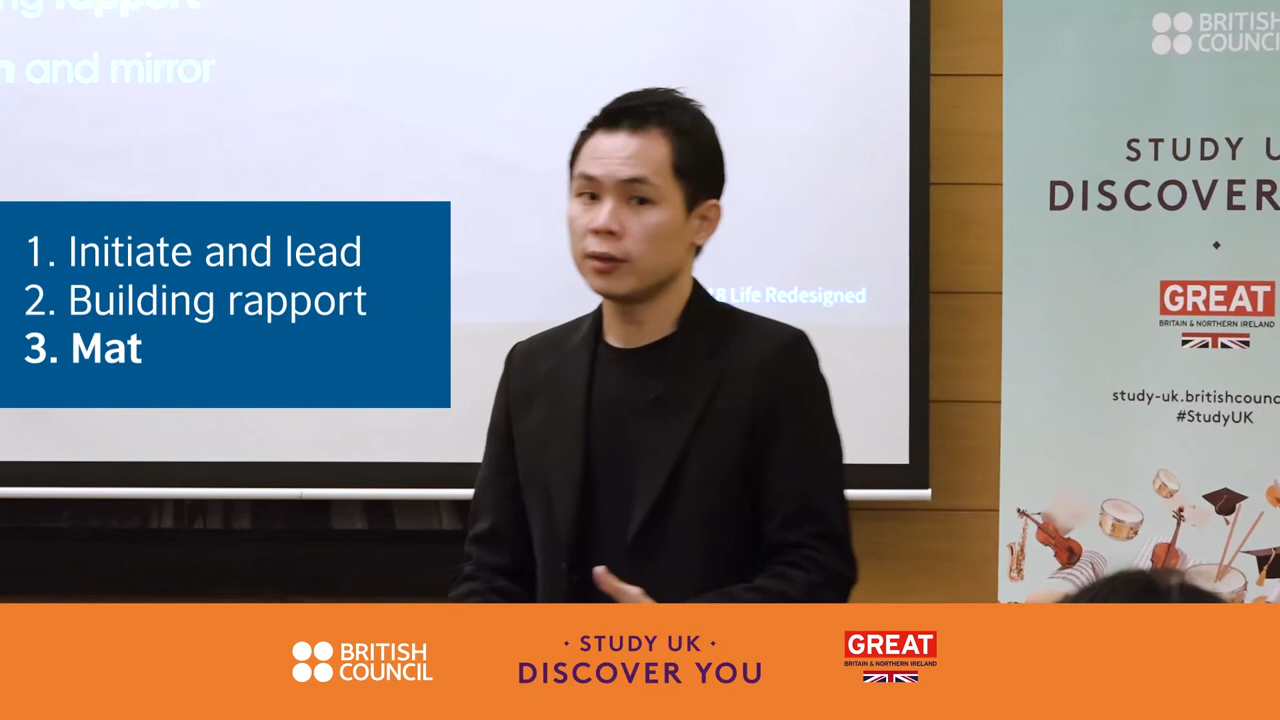 rapport
and mirror
1. Initiate and lead
2. Building rapport
3. Mat
8 Life Redesigned
BRITISH
COUNCIL
STUDY U
DISCOVER
GREAT
BRITAIN & NORTHERN IRELAND
study-uk.britishcounc
#StudyUK
BRITISH
COUNCIL
· STUDY UK ·
DISCOVER YOU
GREAT
BRITAIN & NORTHERN IRELAND